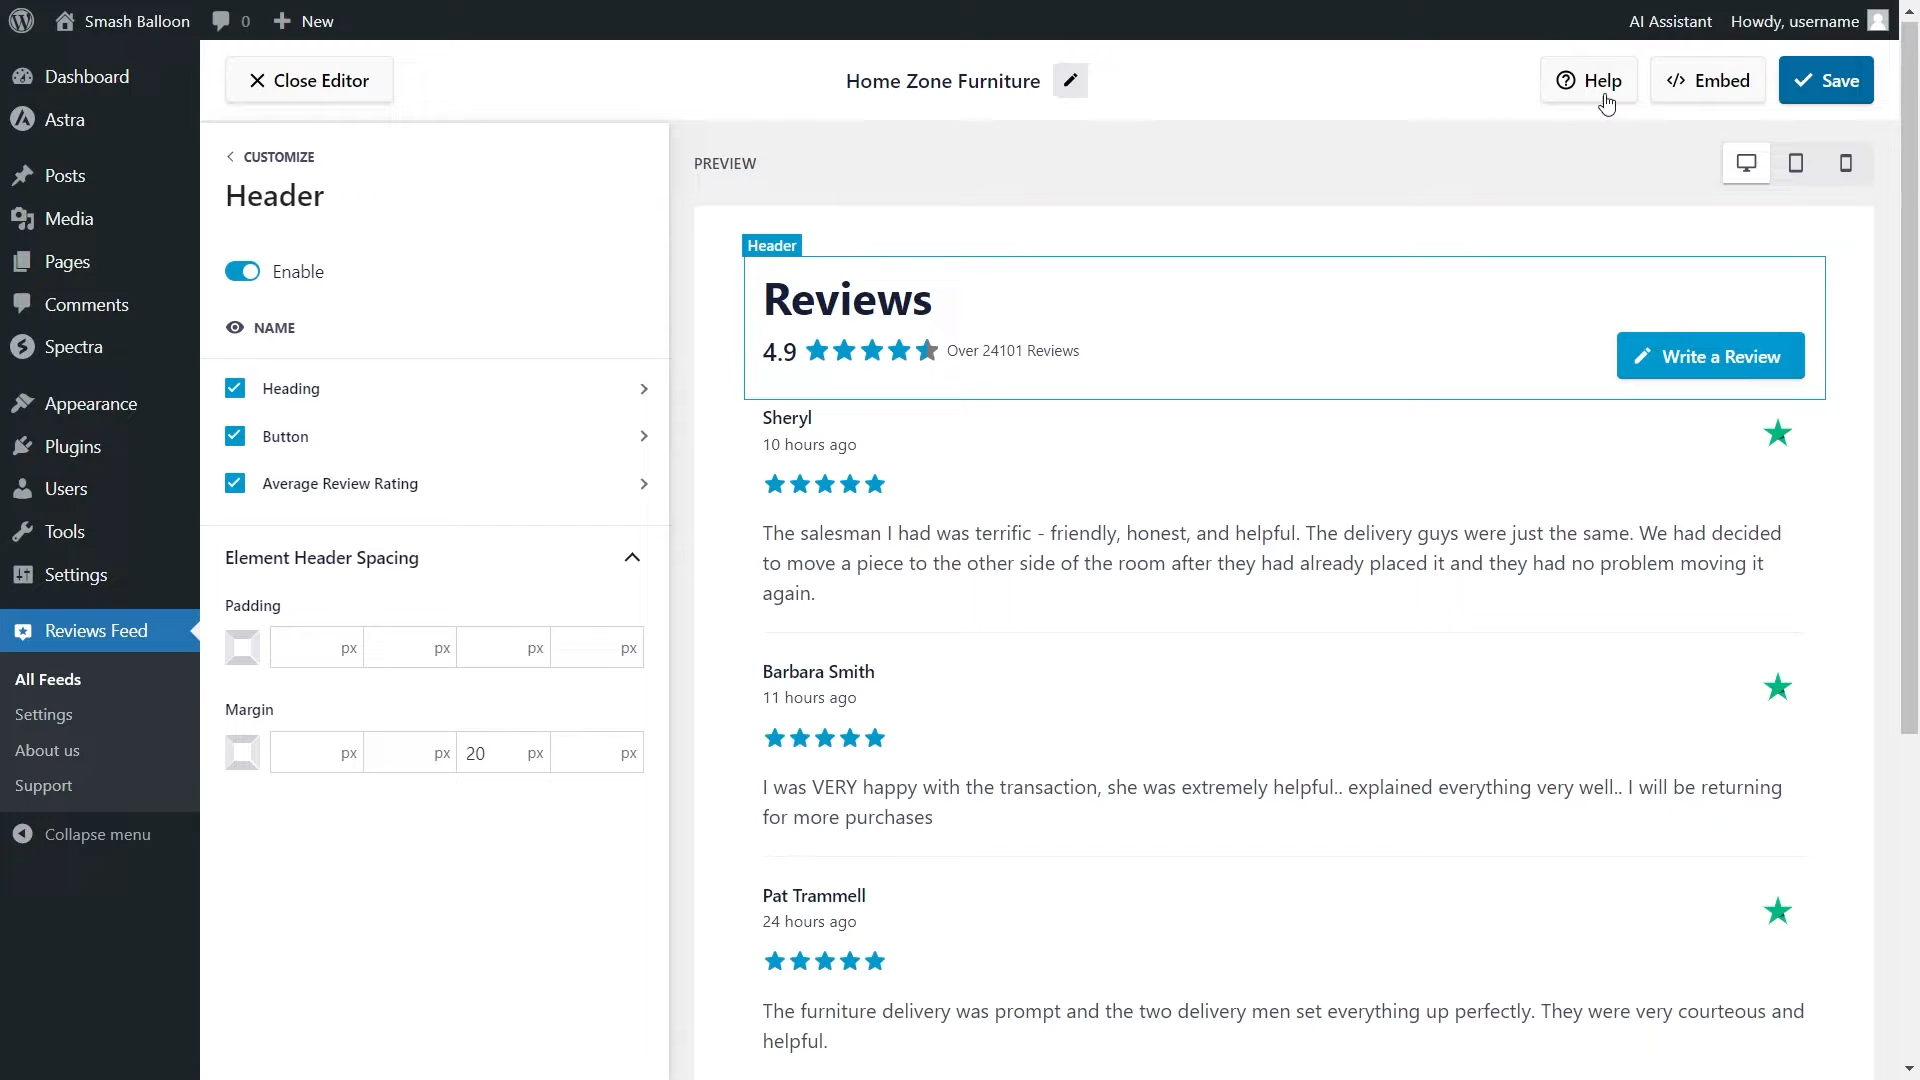 Smash Balloon
0
New
AI Assistant
Howdy, username
Dashboard
Astra
Posts
Media
Pages
Comments
Spectra
Appearance
Plugins
Users
Tools
Settings
Reviews Feed
All Feeds
Settings
About us
Support
Collapse menu
Close Editor
Home Zone Furniture
Help
Embed
Save
CUSTOMIZE
Header
Enable
NAME
Heading
Button
Average Review Rating
Element Header Spacing
Padding
px px px px
Margin
px px 20 px px
PREVIEW
Header
Reviews
4.9 Over 24101 Reviews
Write a Review
Sheryl
10 hours ago
The salesman I had was terrific - friendly, honest, and helpful. The delivery guys were just the same. We had decided
to move a piece to the other side of the room after they had already placed it and they had no problem moving it
again.
Barbara Smith
11 hours ago
I was VERY happy with the transaction, she was extremely helpful.. explained everything very well.. I will be returning
for more purchases
Pat Trammell
24 hours ago
The furniture delivery was prompt and the two delivery men set everything up perfectly. They were very courteous and
helpful.